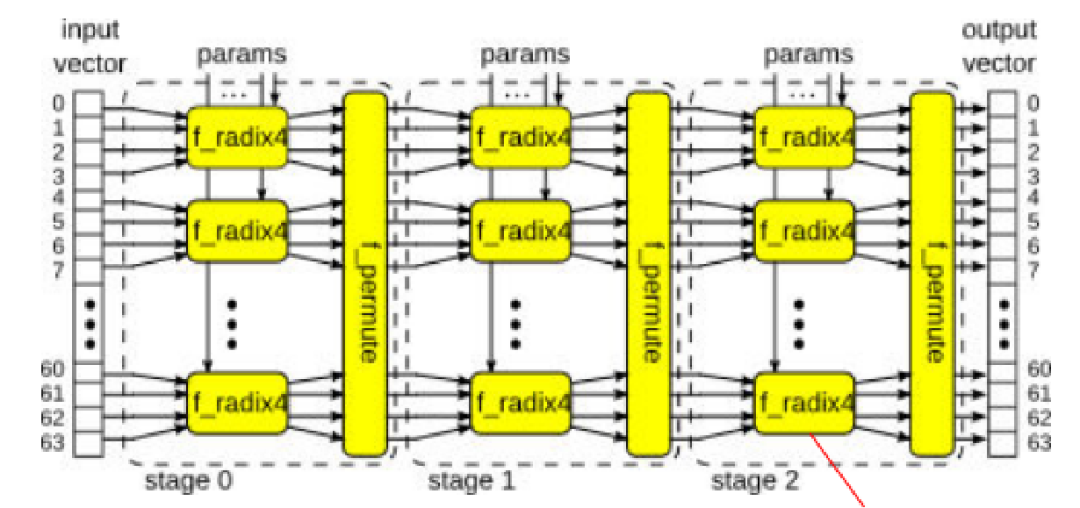 input
vector
output
vector
params
params
params
...
...
...
0
1
2
3
4
5
6
7
60
61
62
63
f_radix4
f_radix4
f_radix4
f_permute
f_radix4
f_radix4
f_radix4
f_permute
f_radix4
f_radix4
f_radix4
f_permute
0
1
2
3
4
5
6
7
60
61
62
63
stage 0
stage 1
stage 2